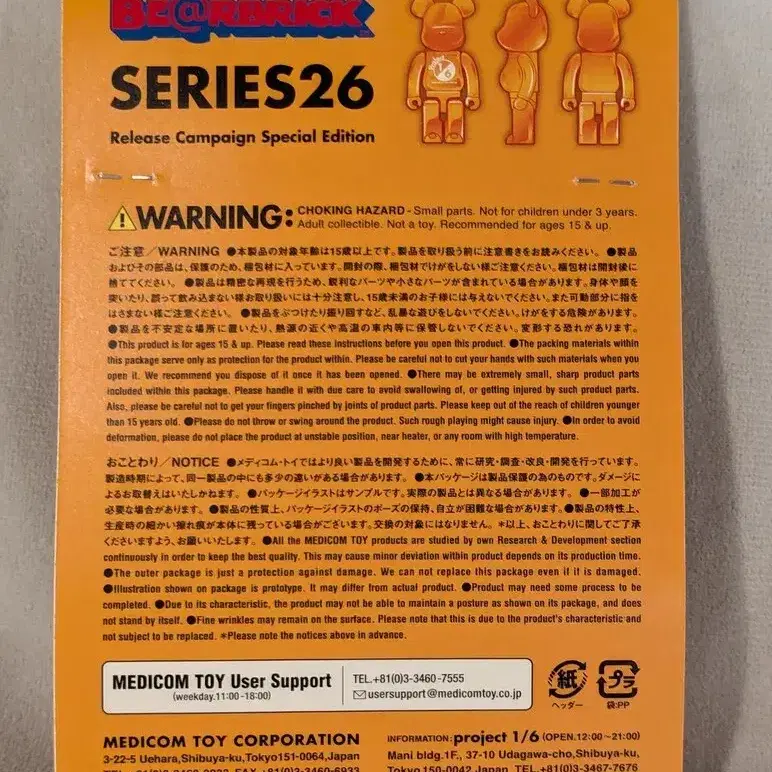 BE@RBRICK
SERIES26
Release Campaign Special Edition
1/6
WARNING: CHOKING HAZARD - Small parts. Not for children under 3 years.
Adult collectible. Not a toy. Recommended for ages 15 & up.
ご注意/WARNING ●本製品の対象年齢は15歳以上です。製品を取り扱う前に注意書きをお読みください。 ●製品
およびその部品は、保護のため、梱包材に入っています。開封の際、梱包材でけがをしない様ご注意ください。梱包材は開封後に
捨ててください。 ●製品は精密な再現を行うため、鋭利なパーツや小さなパーツが含まれている場合があります。身体や顔を
突いたり、誤って飲み込まない様お取り扱いには十分注意し、15歳未満のお子様には与えないでください。また可動部分に指を
はさまない様ご注意ください。 ●製品をぶつけたり振り回すなど、乱暴な遊びをしないでください。けがをする危険があります。
●製品を不安定な場所に置いたり、熱源の近くや高温の車内等に保管しないでください。変形する恐れがあります。
●This product is for ages 15 & up. Please read these instructions before you open this product. ●The packing materials within
this package serve only as protection for the product within. Please be careful not to cut your hands with such materials when you
open it. We recommend you dispose of it once it has been opened. ●There may be extremely small, sharp product parts
included within this package. Please handle it with due care to avoid swallowing of, or getting injured by such product parts.
Also, please be careful not to get your fingers pinched by joints of product parts. Please keep out of the reach of children younger
than 15 years old. ●Please do not throw or swing around the product. Such rough playing might cause injury. ●In order to avoid
deformation, please do not place the product at unstable position, near heater, or any room with high temperature.
おことわり/NOTICE ●メディコム・トイではより良い製品を開発するために、常に研究・調査・改良・開発を行っています。
製造時期によって、同一製品の中にも多少の違いがある場合があります。 ●本パッケージは製品保護の為のものです。ダメージに
よるお取替えはいたしかねます。 ●パッケージイラストはサンプルです。実際の製品とは異なる場合があります。 ●一部加工が
必要な場合があります。 ●製品の性質上、パッケージイラストのポーズの保持、自立が困難な場合があります。 ●製品の特性上、
生産時の細かい擦れ痕が本体に残っている場合がございます。交換の対象にはなりません。 *以上、おことわりに関してご了承
くださいますよう、お願いいたします。 ●All the MEDICOM TOY products are studied by own Research & Development section
continuously in order to keep the best quality. This may cause minor deviation within product depends on its production time.
●The outer package is just a protection against damage. We can not replace this package even if it is damaged.
●Illustration shown on package is prototype. It may differ from actual product. ●Product may need some process to be
completed. ●Due to its characteristic, the product may not be able to maintain a posture as shown on its package, and does
not stand by itself. ●Fine wrinkles may remain on the surface. Please note that this is due to the product's characteristic and
not subject to be replaced. *Please note the notices above in advance.
MEDICOM TOY User Support
(weekday.11:00 -18:00)
TEL.+81(0)3-3460-7555
usersupport@medicomtoy.co.jp
紙
ヘッダー
プラ
袋:PP
MEDICOM TOY CORPORATION
3-22-5 Uehara,Shibuya-ku,Tokyo151-0064,Japan
INFORMATION: project 1/6 (OPEN.12:00~21:00)
Mani bldg.1F., 37-10 Udagawa-cho,Shibuya-ku,
Tokyo 150-0042 Japan TEL.+81(0)3-3467-7676